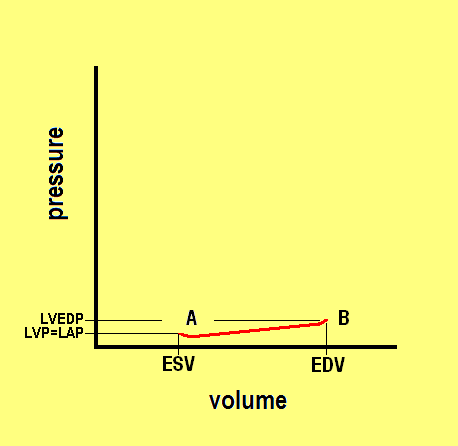 pressure
LVEDP
A
B
LVP=LAP
ESV
EDV
volume